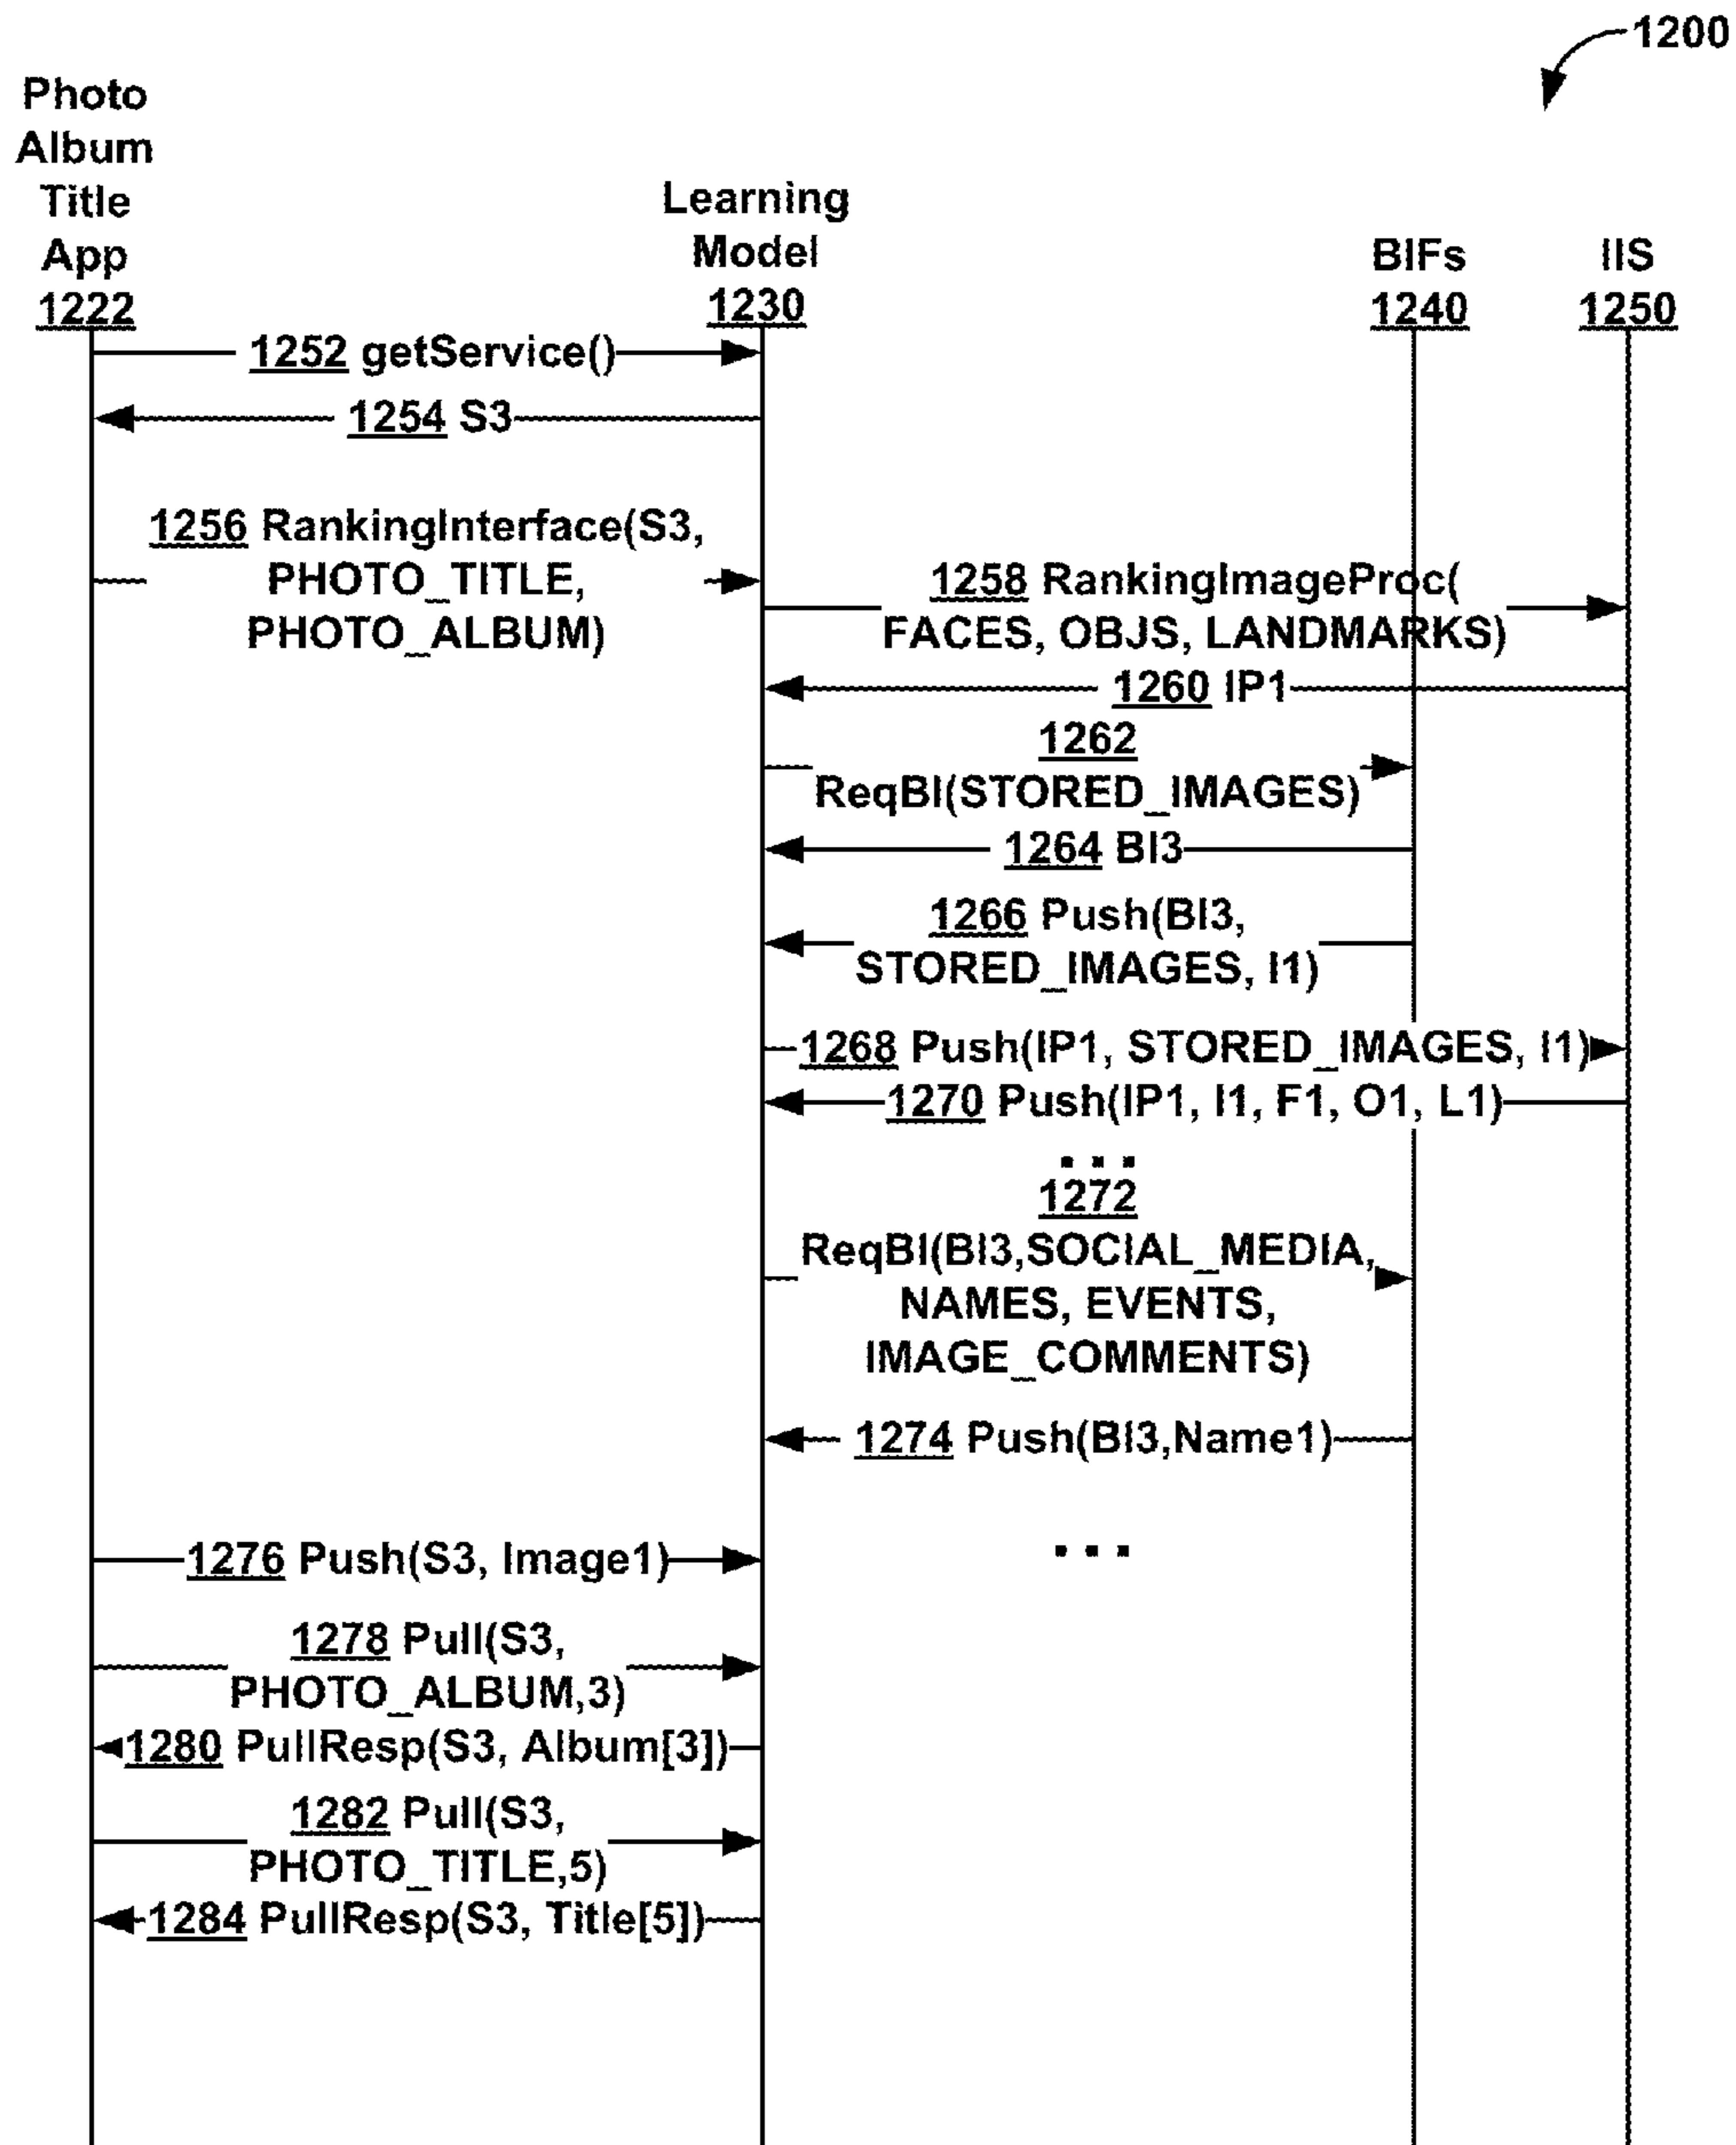 1200
Photo
Album
Title
App
1222
Learning
Model
1230
BIFs
1240
IIS
1250
1252 getService()
1254 S3
1256 RankingInterface(S3,
PHOTO_TITLE,
PHOTO_ALBUM)
1258 RankingImageProc(
FACES, OBJS, LANDMARKS)
1260 IP1
1262
ReqBI(STORED_IMAGES)
1264 BI3
1266 Push(BI3,
STORED_IMAGES, I1)
1268 Push(IP1, STORED_IMAGES, I1)
1270 Push(IP1, I1, F1, O1, L1)
...
1272
ReqBI(BI3,SOCIAL_MEDIA,
NAMES, EVENTS,
IMAGE_COMMENTS)
1274 Push(BI3,Name1)
...
1276 Push(S3, Image1)
1278 Pull(S3,
PHOTO_ALBUM,3)
1280 PullResp(S3, Album[3])
1282 Pull(S3,
PHOTO_TITLE,5)
1284 PullResp(S3, Title[5])